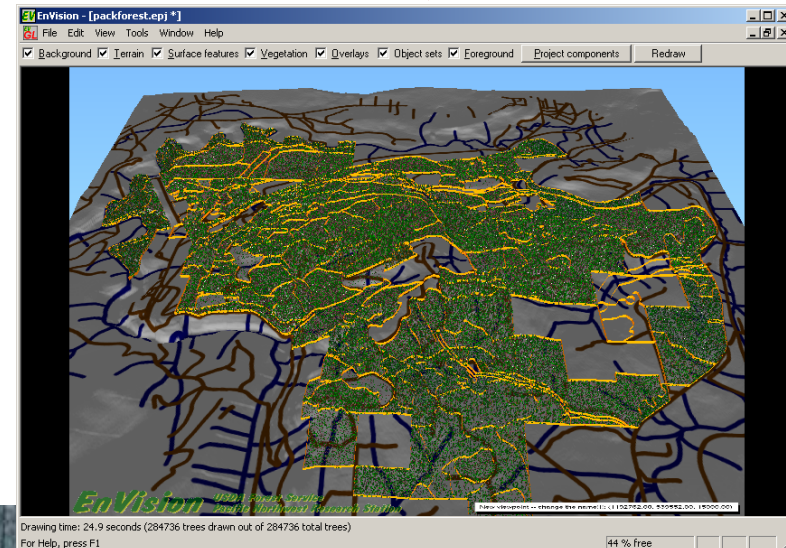 EnVision - [packforest.epj *]
File Edit View Tools Window Help
Background Terrain Surface features Vegetation Overlays Object sets Foreground Project components Redraw
EnVision USDA Forest Service
Pacific Northwest Research Station
New viewpoint -- change the name(!): (1192762.00, 539552.00, 15000.00)
Drawing time: 24.9 seconds (284736 trees drawn out of 284736 total trees)
For Help, press F1 44 % free